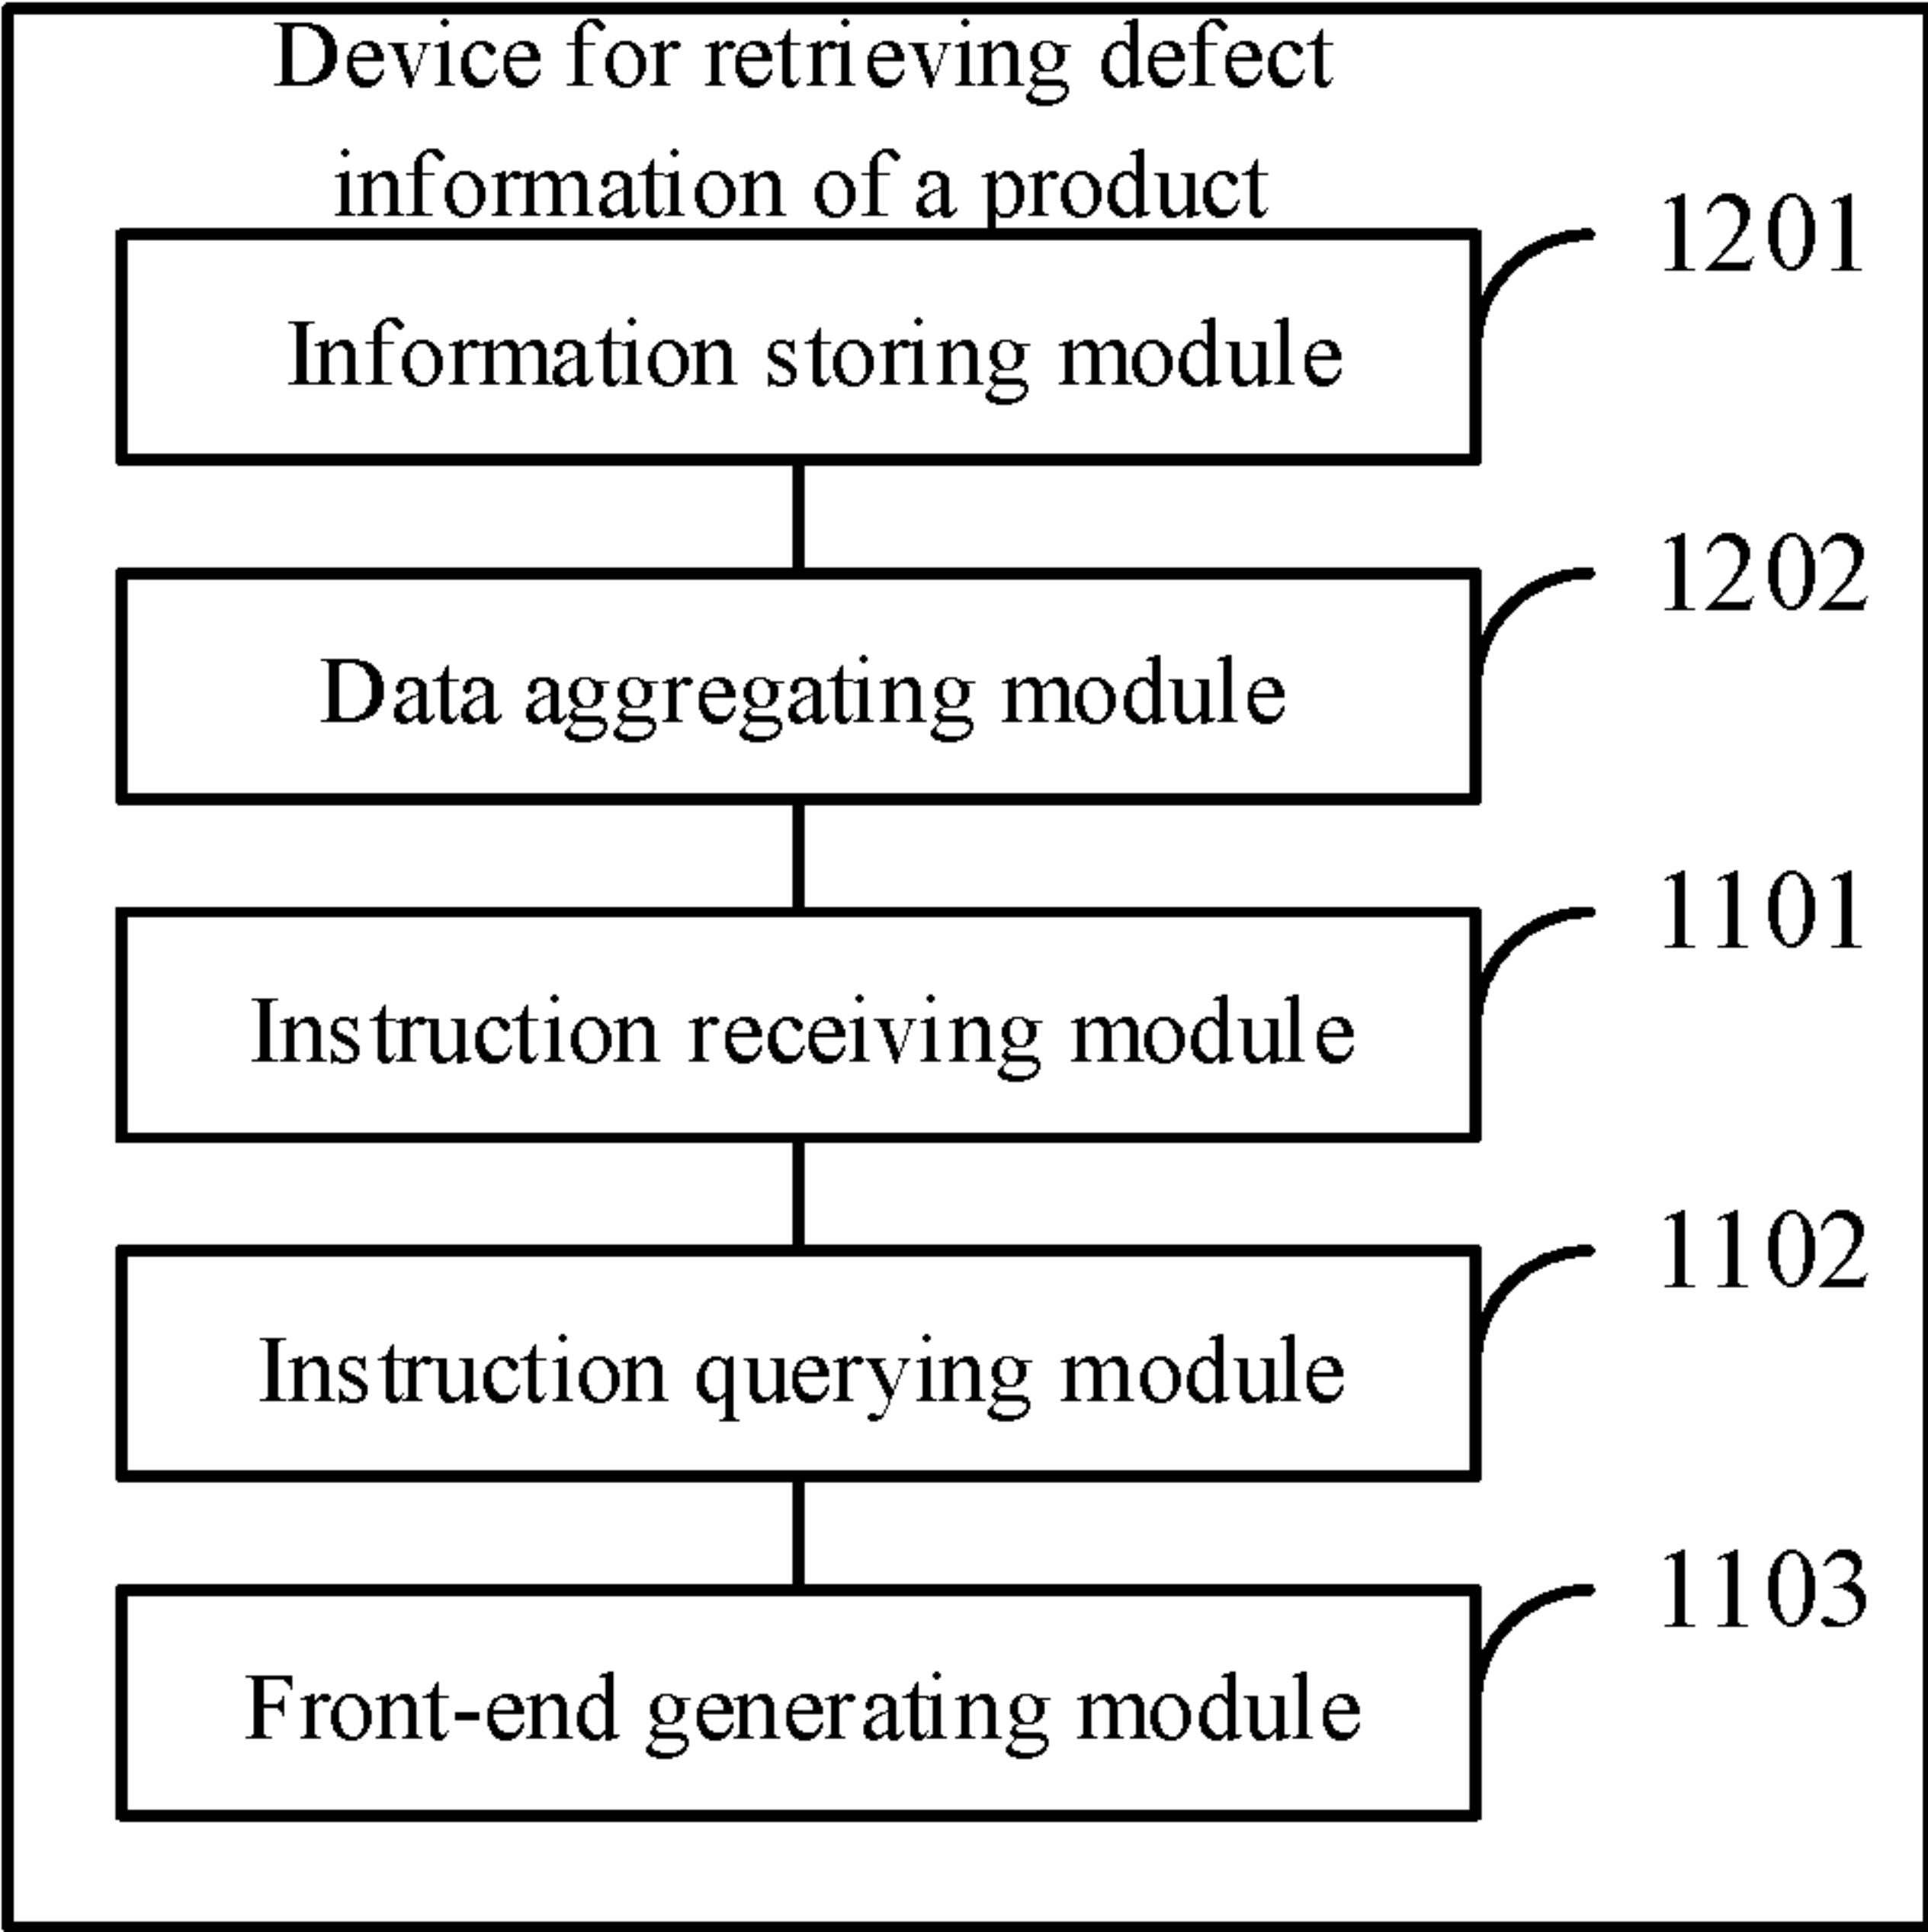 Device for retrieving defect
information of a product
1201
Information storing module
1202
Data aggregating module
1101
Instruction receiving module
1102
Instruction querying module
1103
Front-end generating module